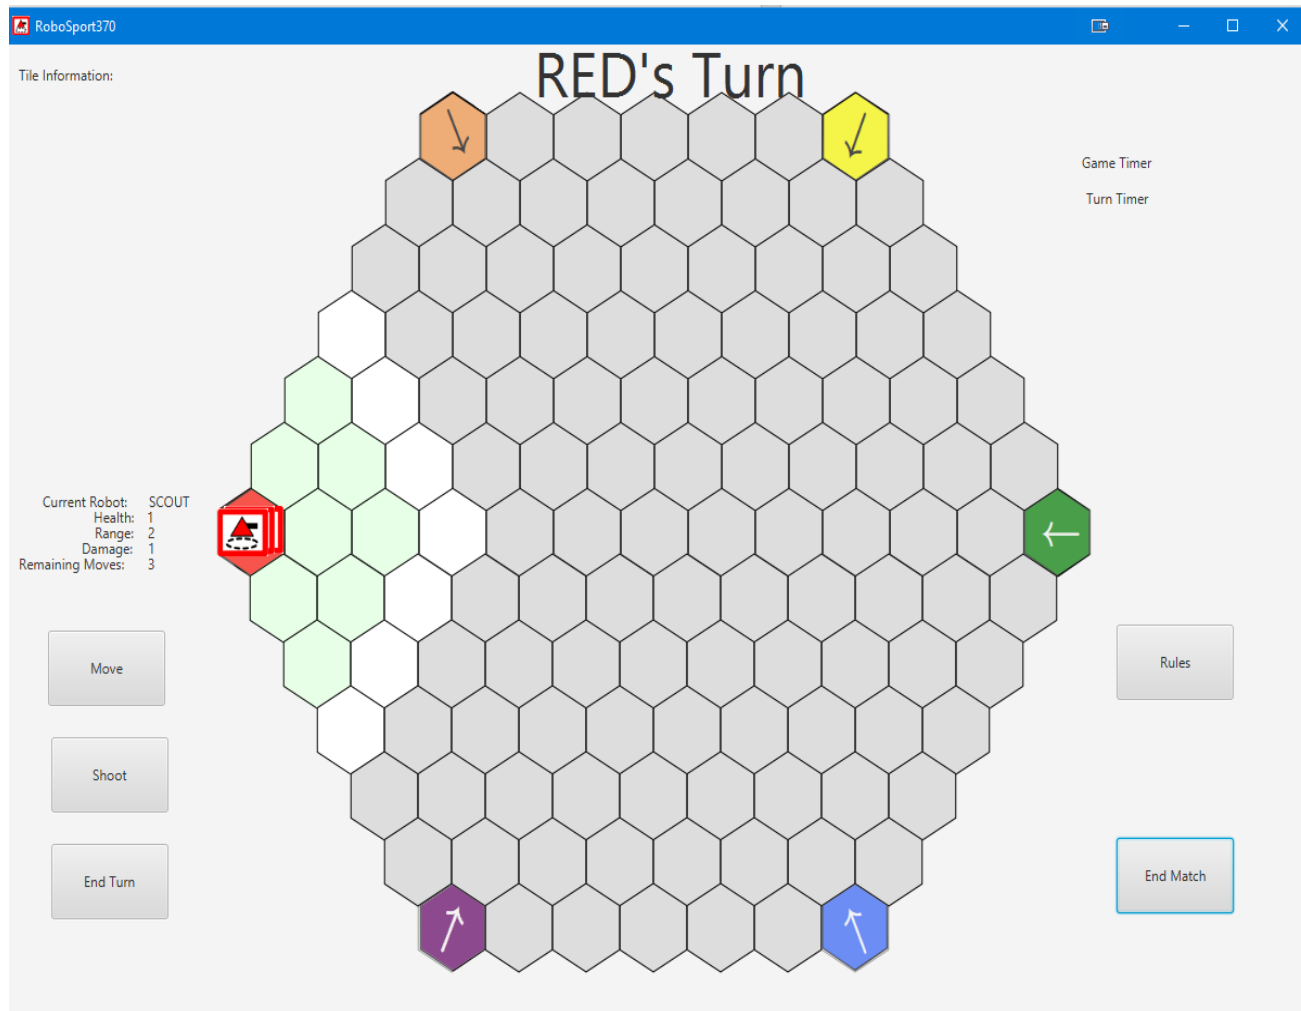 RoboSport370
RED's Turn
Tile Information:
Game Timer
Turn Timer
Current Robot: SCOUT
Health: 1
Range: 2
Damage: 1
Remaining Moves: 3
Move
Rules
Shoot
End Turn
End Match